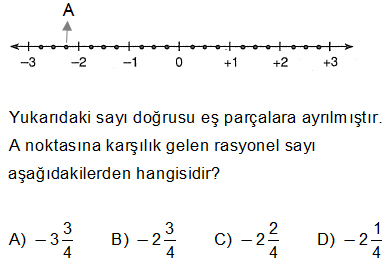 A
−3 −2 −1 0 +1 +2 +3
Yukarıdaki sayı doğrusu eş parçalara ayrılmıştır.
A noktasına karşılık gelen rasyonel sayı
aşağıdakilerden hangisidir?
A) −3 3/4 B) −2 3/4 C) −2 2/4 D) −2 1/4